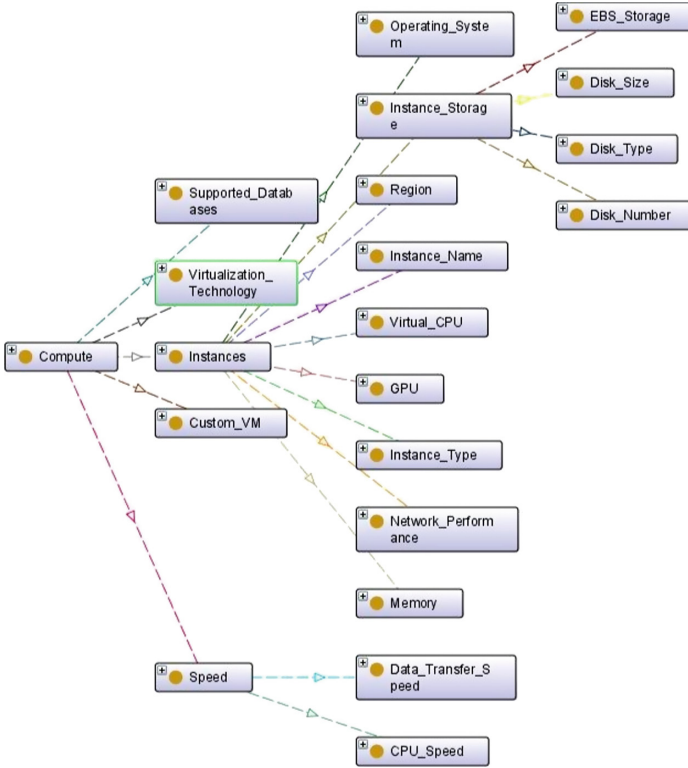 Operating_Syste
m
EBS_Storage
Disk_Size
Instance_Storag
e
Disk_Type
Supported_Datab
ases
Region
Disk_Number
Virtualization_
Technology
Instance_Name
Virtual_CPU
Compute
Instances
GPU
Custom_VM
Instance_Type
Network_Perform
ance
Memory
Speed
Data_Transfer_S
peed
CPU_Speed